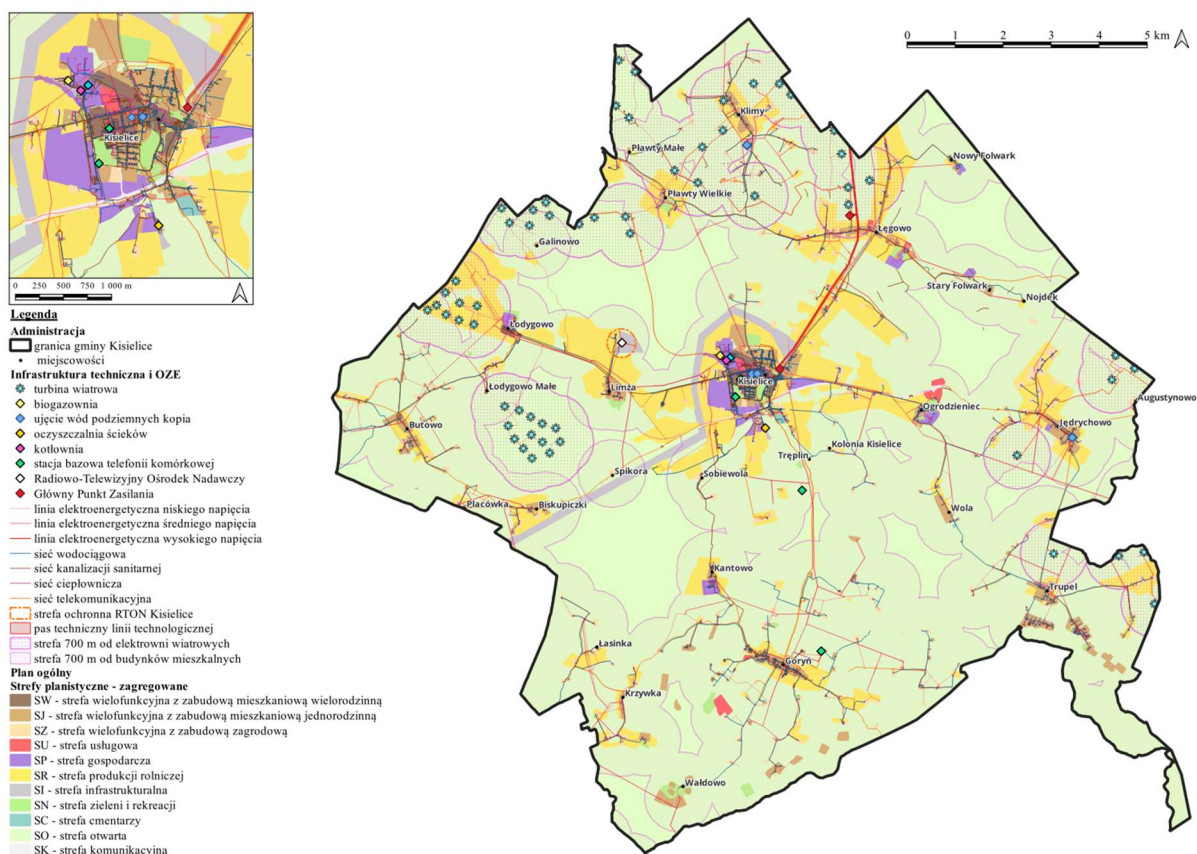 0 1 2 3 4 5 km
Klimy
Pławty Małe
Nowy Folwark
Pławty Wielkie
Łęgowo
Galinowo
Stary Folwark
Nojdek
Łodygowo
Łodygowo Małe
Limża
Kisielice
Ogrodzieniec
Augustynowo
Butowo
Jędrychowo
Kolonia Kisielice
Tręplin
Spikora
Sobiewola
Placówka
Biskupiczki
Wola
Kantowo
Trupel
Łasinka
Goryń
Krzywka
Wałdowo
Kisielice
0 250 500 750 1 000 m
Legenda
Administracja
granica gminy Kisielice
miejscowości
Infrastruktura techniczna i OZE
turbina wiatrowa
biogazownia
ujęcie wód podziemnych kopia
oczyszczalnia ścieków
kotłownia
stacja bazowa telefonii komórkowej
Radiowo-Telewizyjny Ośrodek Nadawczy
Główny Punkt Zasilania
linia elektroenergetyczna niskiego napięcia
linia elektroenergetyczna średniego napięcia
linia elektroenergetyczna wysokiego napięcia
sieć wodociągowa
sieć kanalizacji sanitarnej
sieć ciepłownicza
sieć telekomunikacyjna
strefa ochronna RTON Kisielice
pas techniczny linii technologicznej
strefa 700 m od elektrowni wiatrowych
strefa 700 m od budynków mieszkalnych
Plan ogólny
Strefy planistyczne - zagregowane
SW - strefa wielofunkcyjna z zabudową mieszkaniową wielorodzinną
SJ - strefa wielofunkcyjna z zabudową mieszkaniową jednorodzinną
SZ - strefa wielofunkcyjna z zabudową zagrodową
SU - strefa usługowa
SP - strefa gospodarcza
SR - strefa produkcji rolniczej
SI - strefa infrastrukturalna
SN - strefa zieleni i rekreacji
SC - strefa cmentarzy
SO - strefa otwarta
SK - strefa komunikacyjna